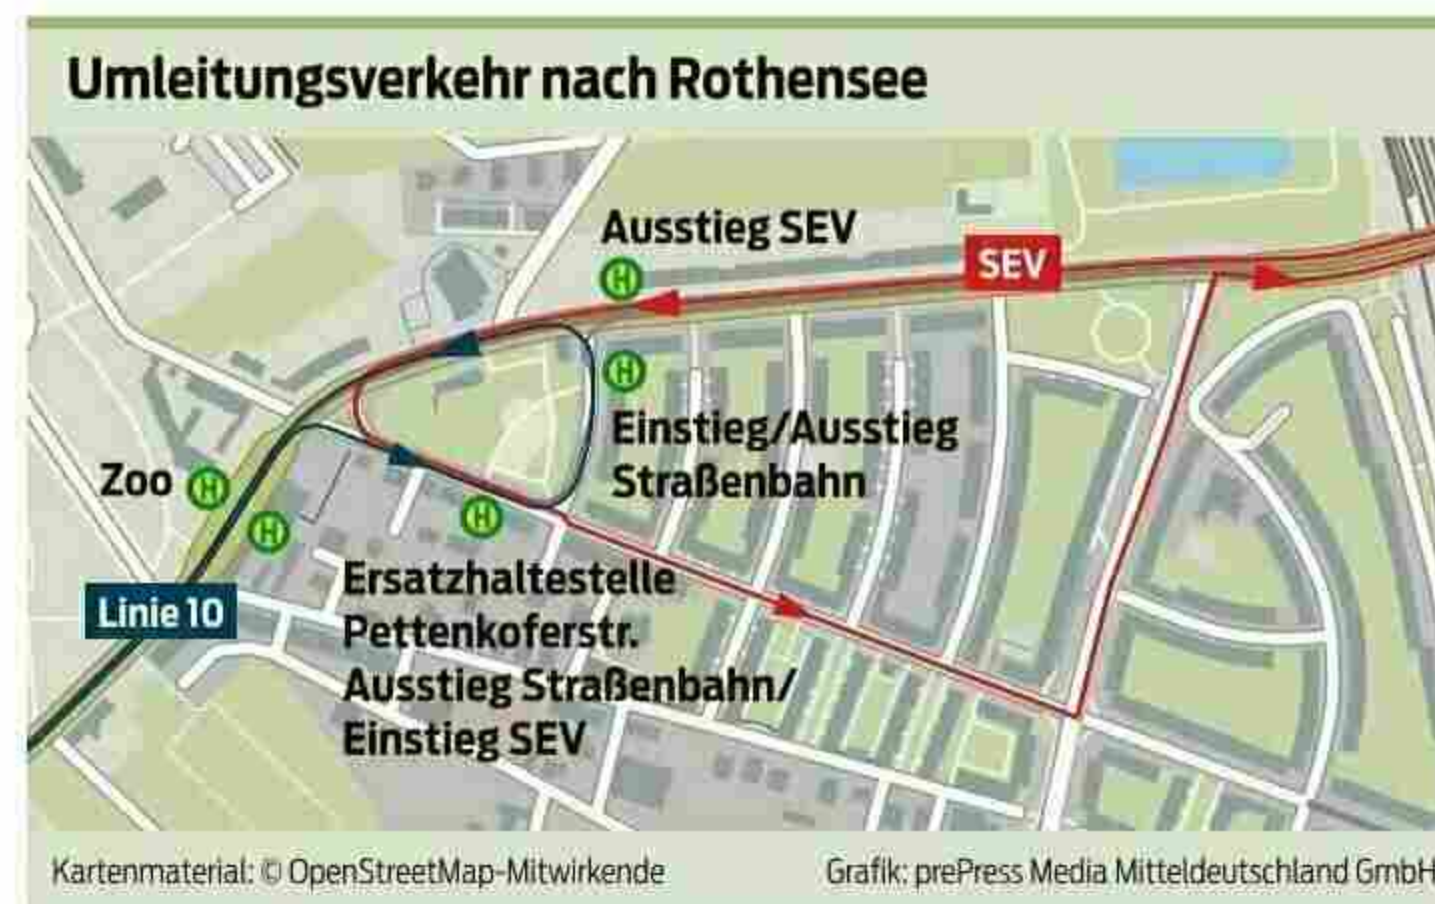 Umleitungsverkehr nach Rothensee
Ausstieg SEV
H
SEV
H
Einstieg/Ausstieg
Straßenbahn
Zoo H
H
H
Ersatzhaltestelle
Pettenkoferstr.
Ausstieg Straßenbahn/
Einstieg SEV
Linie 10
Kartenmaterial: © OpenStreetMap-Mitwirkende
Grafik: prePress Media Mitteldeutschland GmbH